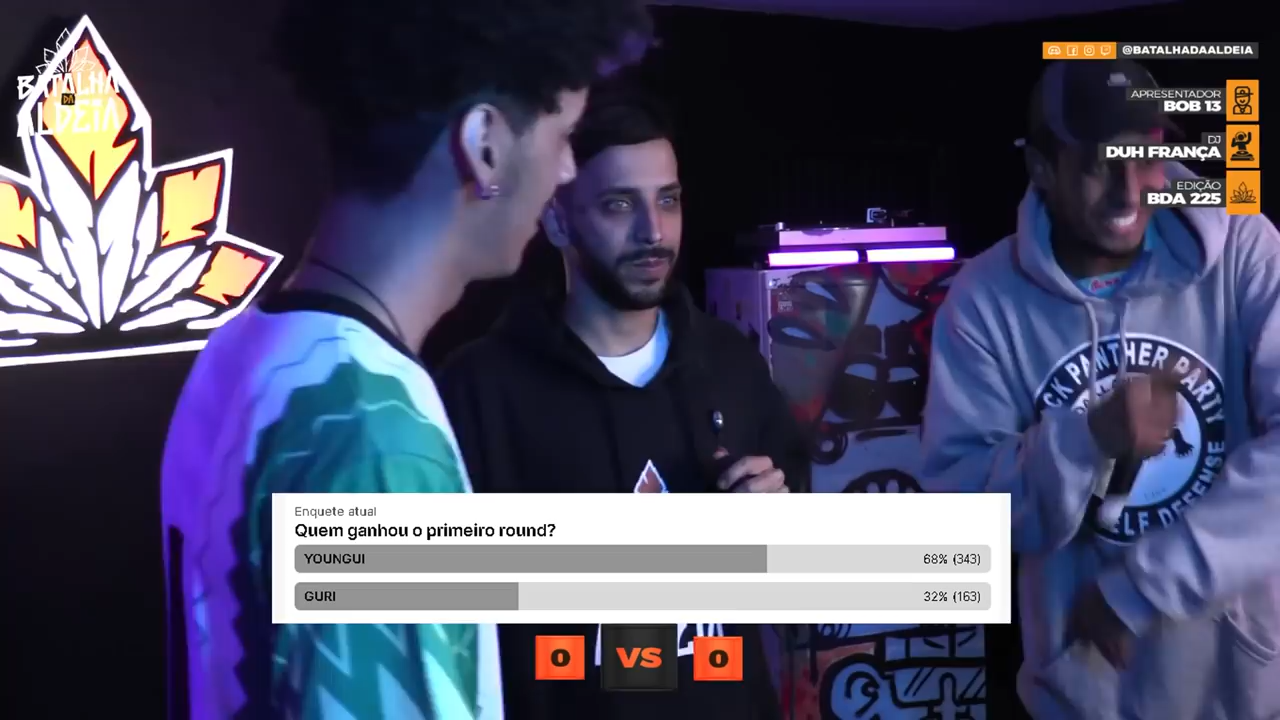 BATALHA
DA
ALDEIA
@BATALHADAALDEIA
APRESENTADOR
BOB 13
DJ
DUH FRANÇA
EDIÇÃO
BDA 225
CK PANTHER PARTY
ELF DEFENSE
Enquete atual
Quem ganhou o primeiro round?
YOUNGUI 68% (343)
GURI 32% (163)
0 VS 0